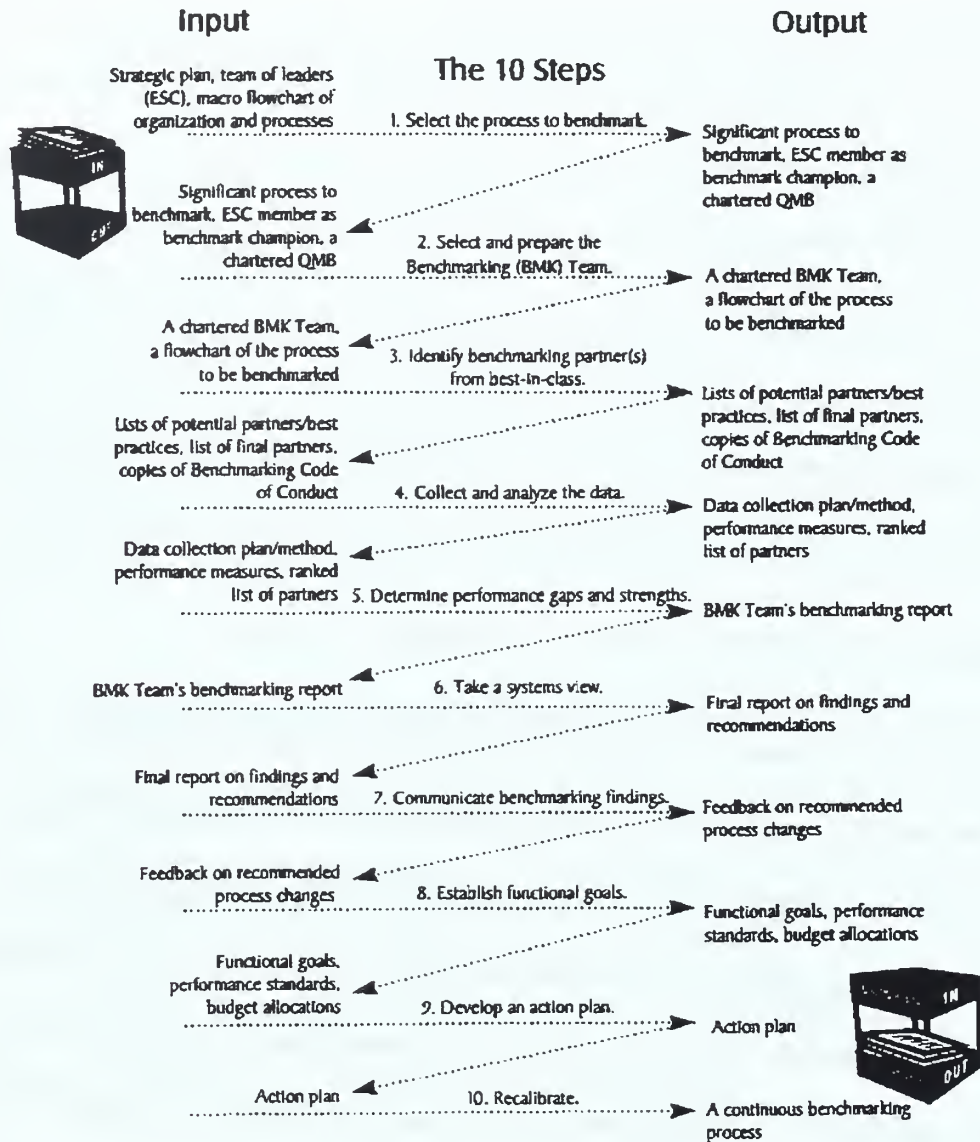 Input
Output
The 10 Steps
Strategic plan, team of leaders
(ESC), macro flowchart of
organization and processes
1. Select the process to benchmark.
Significant process to
benchmark, ESC member as
benchmark champion, a
chartered QMB
IN
OUT
Significant process to
benchmark, ESC member as
benchmark champion, a
chartered QMB
2. Select and prepare the
Benchmarking (BMK) Team.
A chartered BMK Team,
a flowchart of the process
to be benchmarked
A chartered BMK Team,
a flowchart of the process
to be benchmarked
3. Identify benchmarking partner(s)
from best-in-class.
Lists of potential partners/best
practices, list of final partners,
copies of Benchmarking Code
of Conduct
Lists of potential partners/best
practices, list of final partners,
copies of Benchmarking Code
of Conduct
4. Collect and analyze the data.
Data collection plan/method,
performance measures, ranked
list of partners
Data collection plan/method,
performance measures, ranked
list of partners
5. Determine performance gaps and strengths.
BMK Team's benchmarking report
BMK Team's benchmarking report
6. Take a systems view.
Final report on findings and
recommendations
Final report on findings and
recommendations
7. Communicate benchmarking findings.
Feedback on recommended
process changes
Feedback on recommended
process changes
8. Establish functional goals.
Functional goals, performance
standards, budget allocations
Functional goals,
performance standards,
budget allocations
9. Develop an action plan.
Action plan
IN
OUT
Action plan
10. Recalibrate.
A continuous benchmarking
process